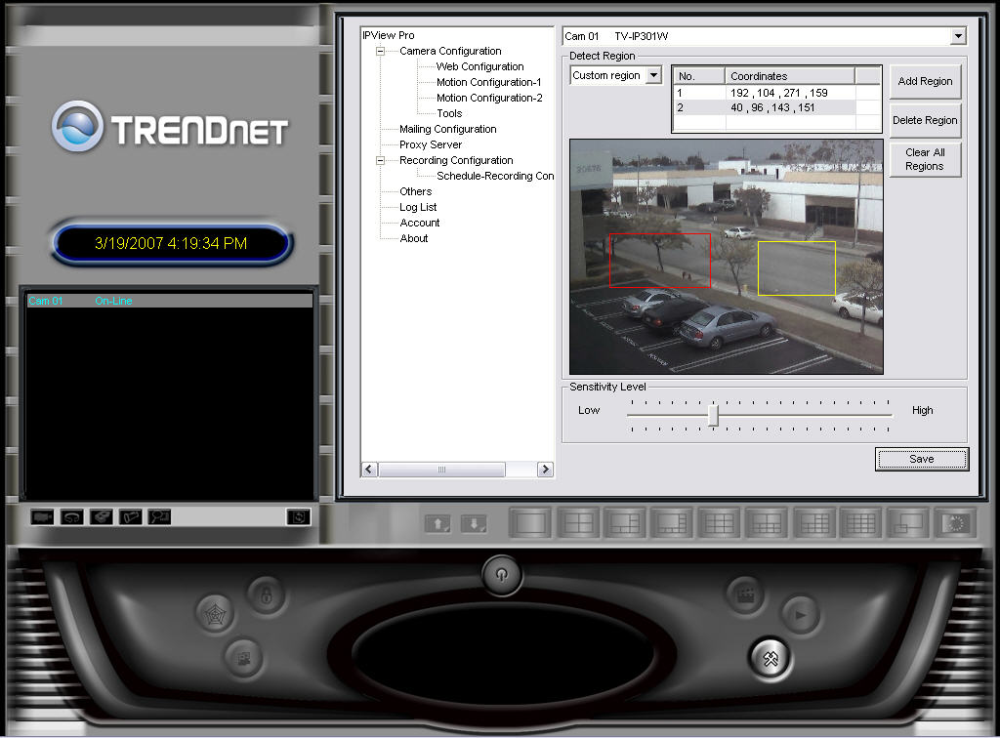 TRENDNET
3/19/2007 4:19:34 PM
Cam 01 On-Line
IPView Pro
Camera Configuration
Web Configuration
Motion Configuration-1
Motion Configuration-2
Tools
Mailing Configuration
Proxy Server
Recording Configuration
Schedule-Recording Con
Others
Log List
Account
About
Cam 01 TV-IP301W
Detect Region
Custom region
No. Coordinates
1 192 , 104 , 271 , 159
2 40 , 96 , 143 , 151
Add Region
Delete Region
Clear All
Regions
20675
Sensitivity Level
Low
High
Save